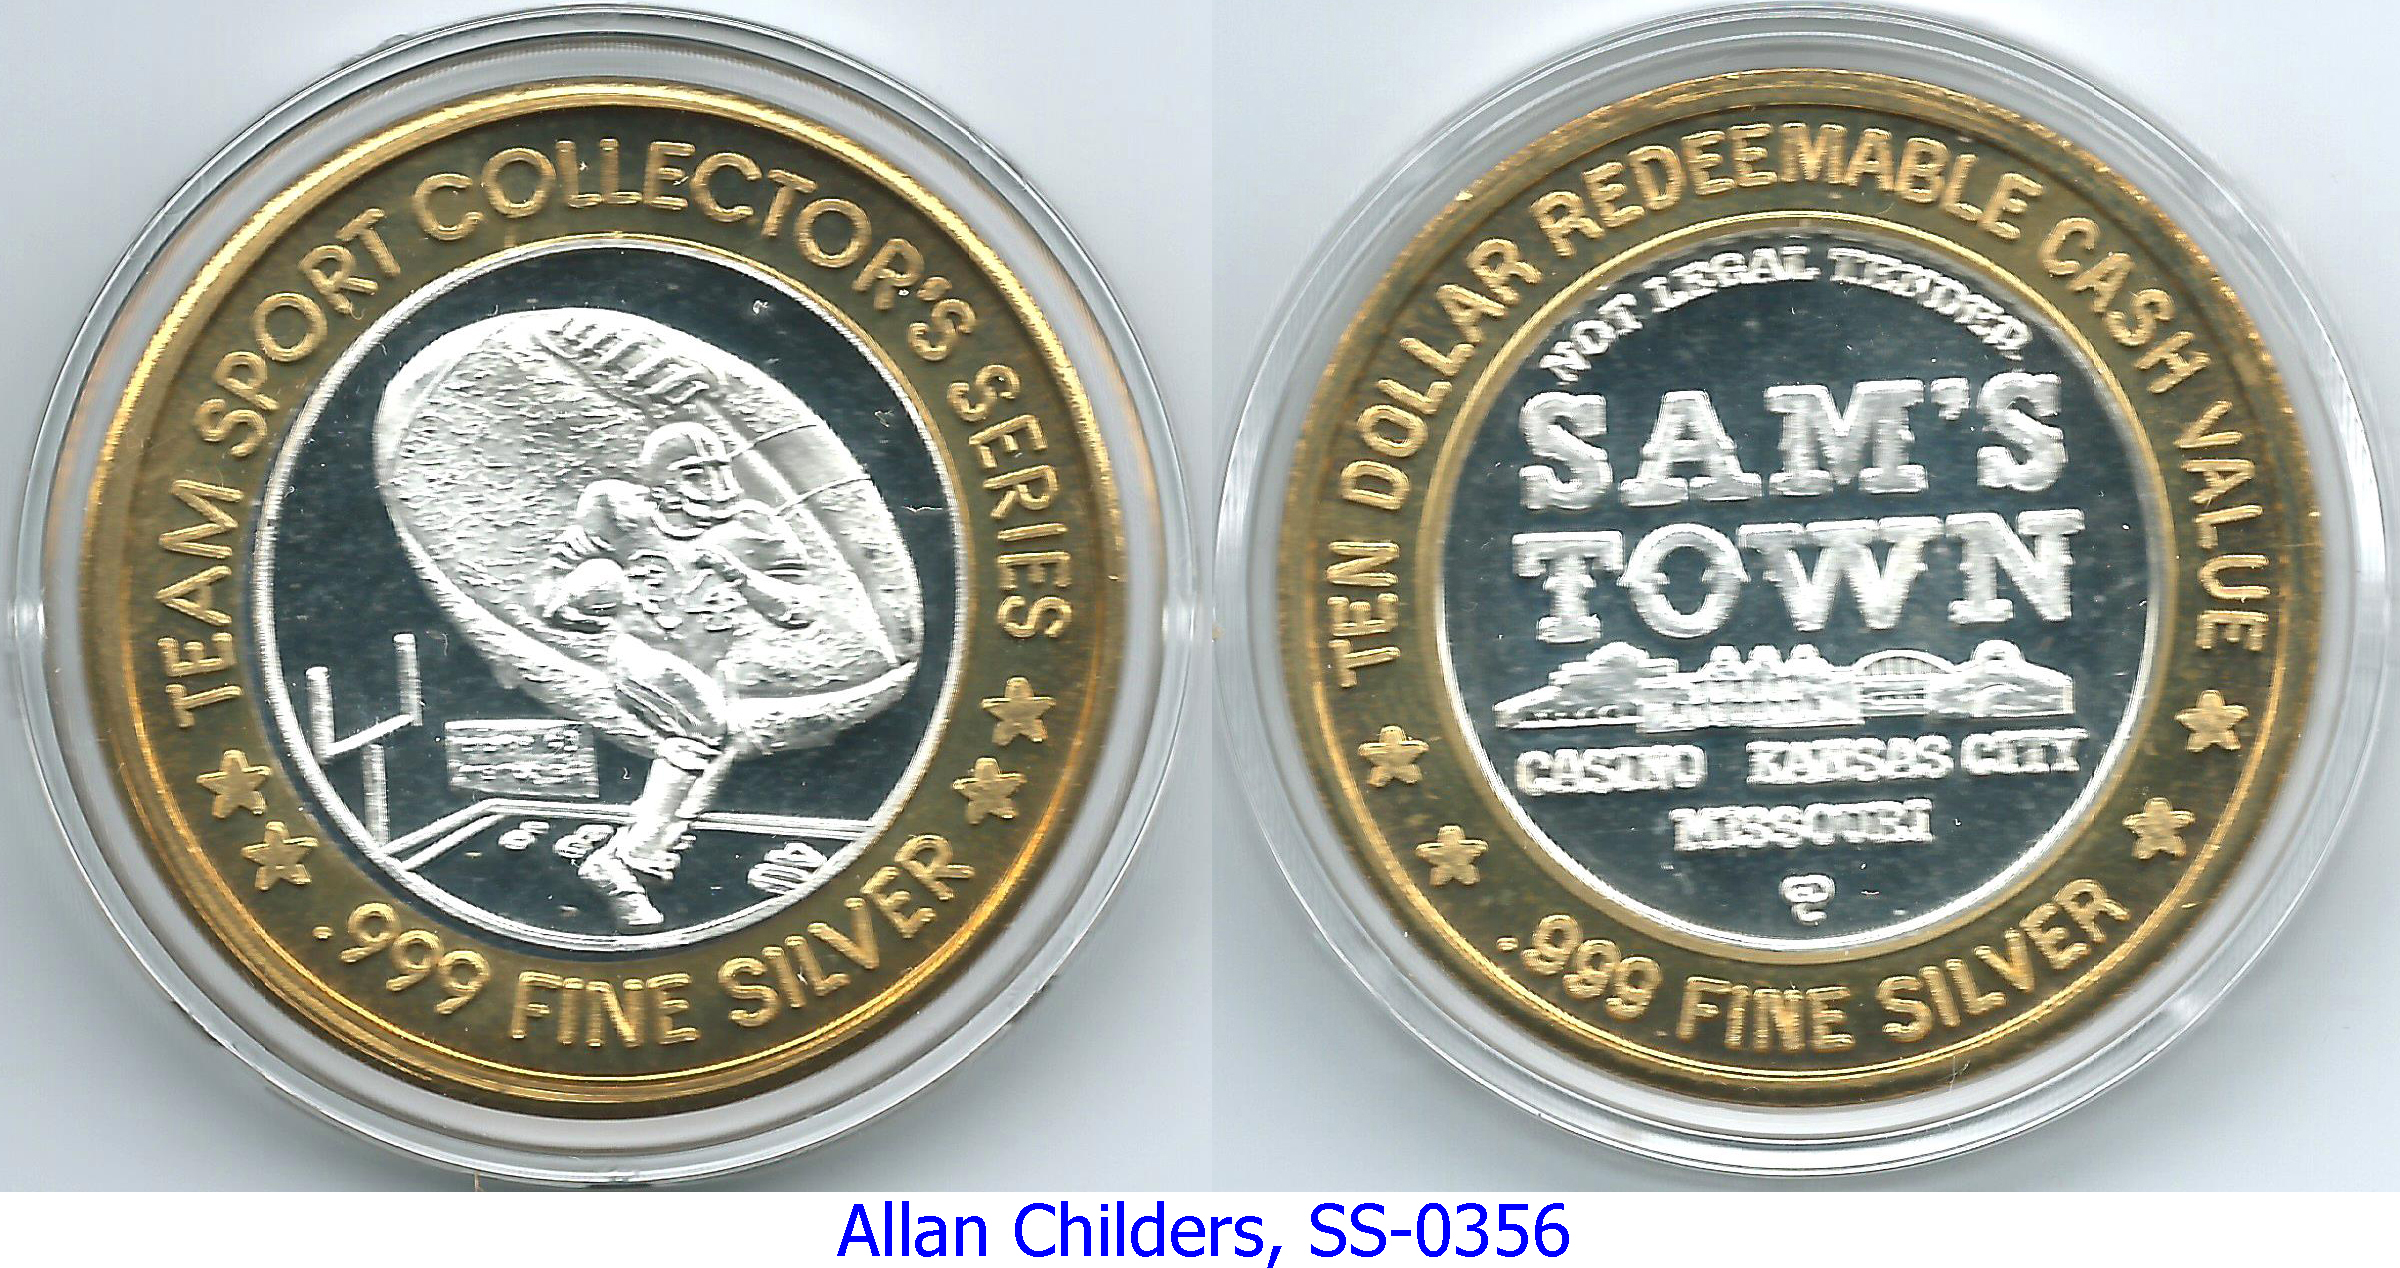 TEAM SPORT COLLECTOR'S SERIES
.999 FINE SILVER
TEN DOLLAR REDEEMABLE CASH VALUE
NOT LEGAL TENDER
SAM'S
TOWN
CASINO KANSAS CITY
MISSOURI
.999 FINE SILVER
Allan Childers, SS-0356